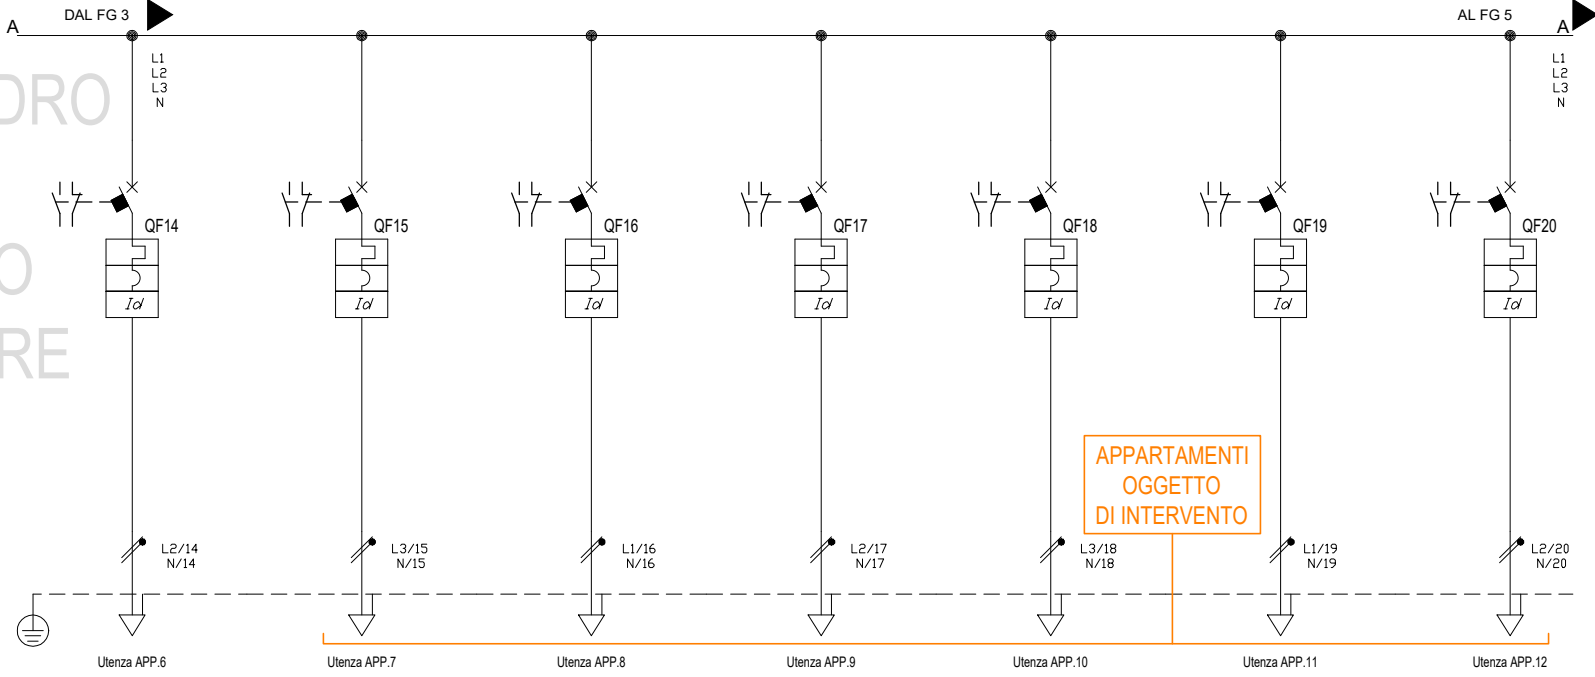 DAL FG 3
AL FG 5
A
A
L1
L2
L3
N
L1
L2
L3
N
DRO
O
RE
QF14
QF15
QF16
QF17
QF18
QF19
QF20
Id
Id
Id
Id
Id
Id
Id
APPARTAMENTI
OGGETTO
DI INTERVENTO
L2/14
N/14
L3/15
N/15
L1/16
N/16
L2/17
N/17
L3/18
N/18
L1/19
N/19
L2/20
N/20
Utenza APP.6
Utenza APP.7
Utenza APP.8
Utenza APP.9
Utenza APP.10
Utenza APP.11
Utenza APP.12